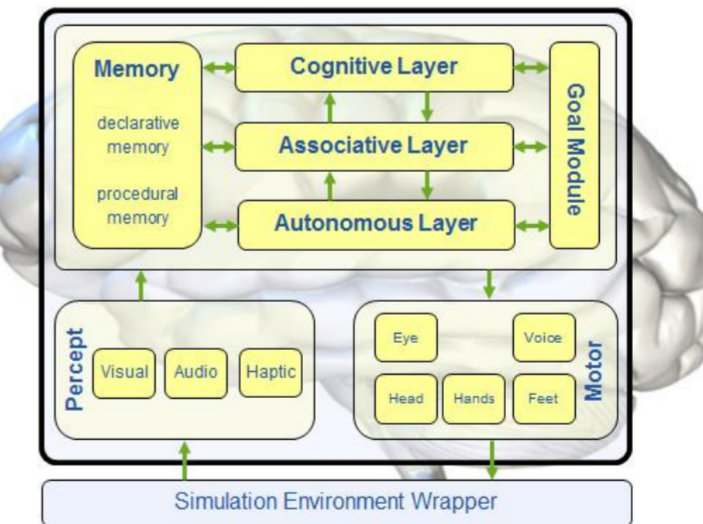 Memory
declarative
memory
procedural
memory
Cognitive Layer
Associative Layer
Autonomous Layer
Goal Module
Percept
Visual
Audio
Haptic
Eye
Voice
Head
Hands
Feet
Motor
Simulation Environment Wrapper